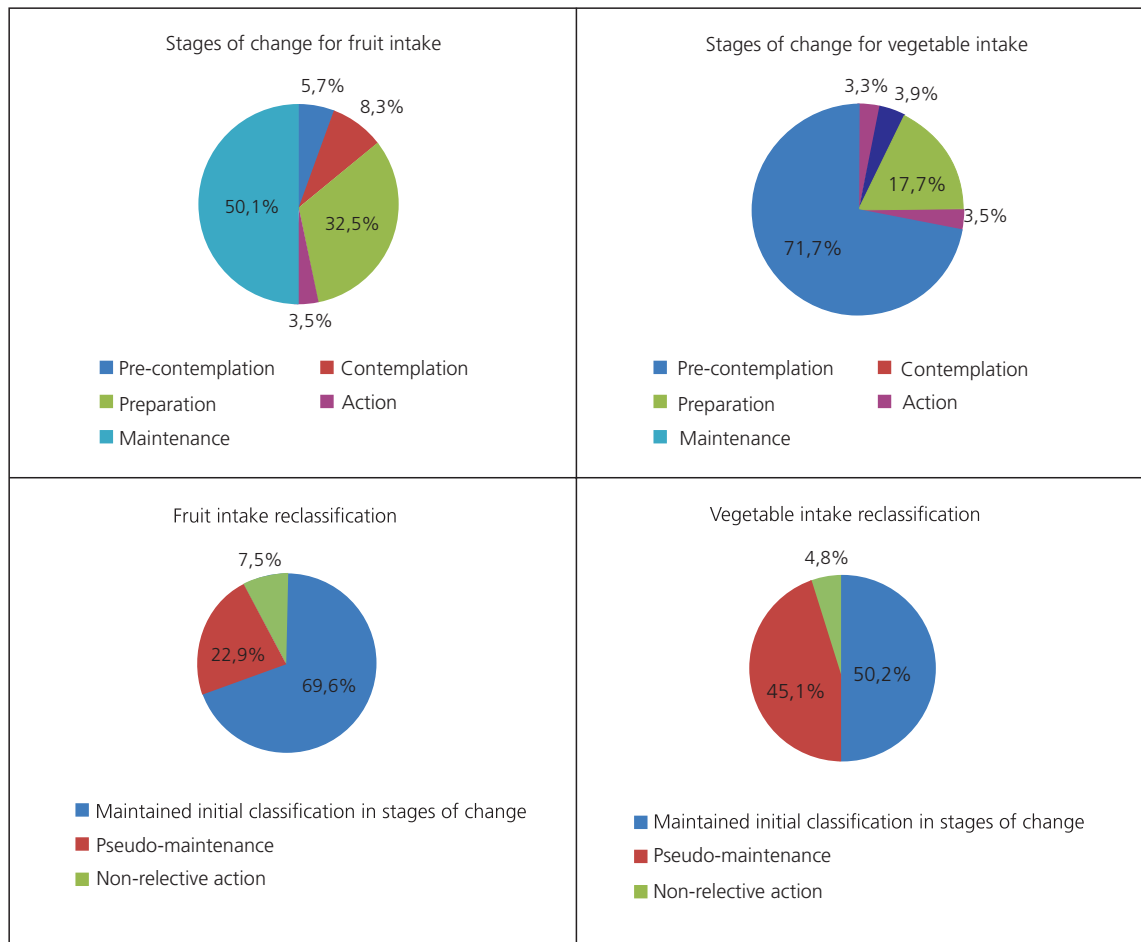 Stages of change for fruit intake
5,7%
8,3%
50,1%
32,5%
3,5%
Pre-contemplation
Contemplation
Preparation
Action
Maintenance
Stages of change for vegetable intake
3,3%
3,9%
17,7%
3,5%
71,7%
Pre-contemplation
Contemplation
Preparation
Action
Maintenance
Fruit intake reclassification
7,5%
22,9%
69,6%
Maintained initial classification in stages of change
Pseudo-maintenance
Non-relective action
Vegetable intake reclassification
4,8%
45,1%
50,2%
Maintained initial classification in stages of change
Pseudo-maintenance
Non-relective action